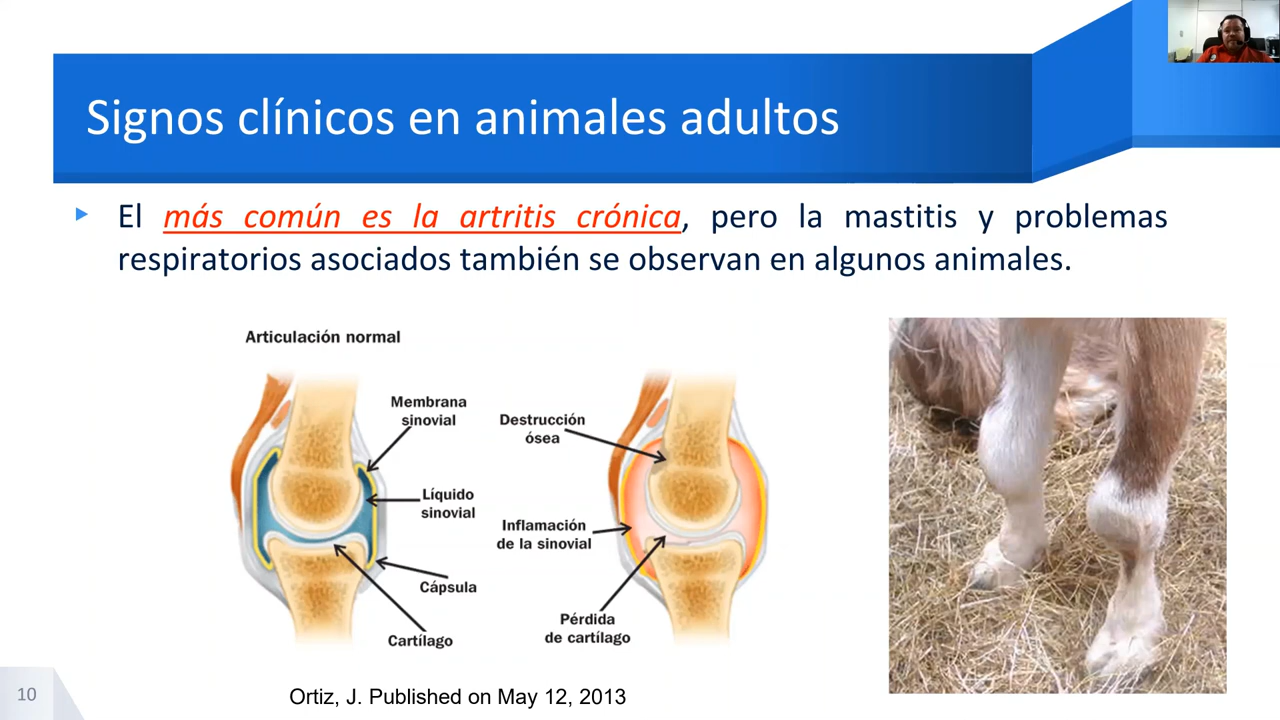 Signos clínicos en animales adultos
El más común es la artritis crónica, pero la mastitis y problemas
respiratorios asociados también se observan en algunos animales.
Articulación normal
Membrana
sinovial
Líquido
sinovial
Cápsula
Cartílago
Destrucción
ósea
Inflamación
de la sinovial
Pérdida
de cartílago
10
Ortiz, J. Published on May 12, 2013